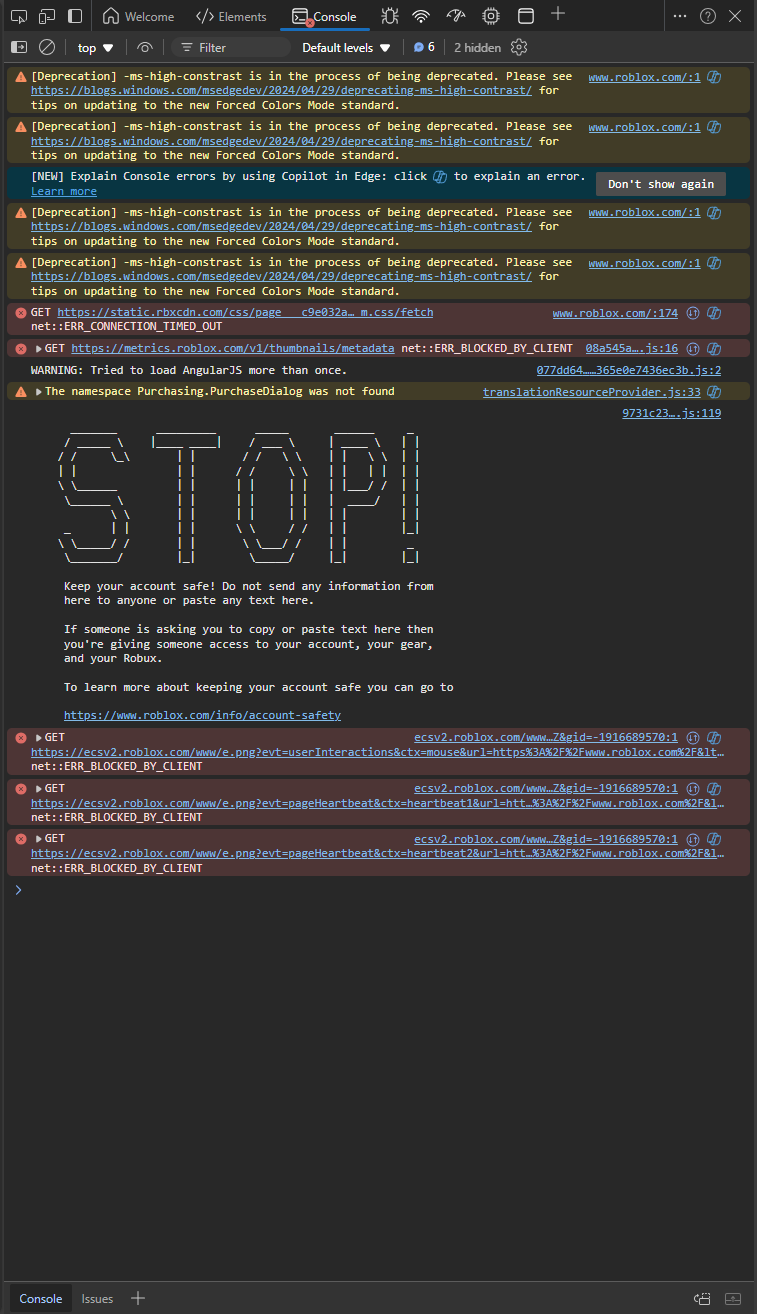 Welcome Elements Console
top Filter Default levels 6 2 hidden
[Deprecation] -ms-high-constrast is in the process of being deprecated. Please see www.roblox.com/:1
https://blogs.windows.com/msedgedev/2024/04/29/deprecating-ms-high-contrast/ for
tips on updating to the new Forced Colors Mode standard.
[Deprecation] -ms-high-constrast is in the process of being deprecated. Please see www.roblox.com/:1
https://blogs.windows.com/msedgedev/2024/04/29/deprecating-ms-high-contrast/ for
tips on updating to the new Forced Colors Mode standard.
[NEW] Explain Console errors by using Copilot in Edge: click to explain an error. Don't show again
Learn more
[Deprecation] -ms-high-constrast is in the process of being deprecated. Please see www.roblox.com/:1
https://blogs.windows.com/msedgedev/2024/04/29/deprecating-ms-high-contrast/ for
tips on updating to the new Forced Colors Mode standard.
[Deprecation] -ms-high-constrast is in the process of being deprecated. Please see www.roblox.com/:1
https://blogs.windows.com/msedgedev/2024/04/29/deprecating-ms-high-contrast/ for
tips on updating to the new Forced Colors Mode standard.
GET https://static.rbxcdn.com/css/page___c9e032a…_m.css/fetch www.roblox.com/:174
net::ERR_CONNECTION_TIMED_OUT
GET https://metrics.roblox.com/v1/thumbnails/metadata net::ERR_BLOCKED_BY_CLIENT 08a545a….js:16
WARNING: Tried to load AngularJS more than once. 077dd64……365e0e7436ec3b.js:2
The namespace Purchasing.PurchaseDialog was not found translationResourceProvider.js:33
9731c23….js:119
STOP!
Keep your account safe! Do not send any information from
here to anyone or paste any text here.
If someone is asking you to copy or paste text here then
you're giving someone access to your account, your gear,
and your Robux.
To learn more about keeping your account safe you can go to
https://www.roblox.com/info/account-safety
GET ecsv2.roblox.com/www…Z&gid=-1916689570:1
https://ecsv2.roblox.com/www/e.png?evt=userInteractions&ctx=mouse&url=https%3A%2F%2Fwww.roblox.com%2F&lt…
net::ERR_BLOCKED_BY_CLIENT
GET ecsv2.roblox.com/www…Z&gid=-1916689570:1
https://ecsv2.roblox.com/www/e.png?evt=pageHeartbeat&ctx=heartbeat1&url=htt…%3A%2F%2Fwww.roblox.com%2F&l…
net::ERR_BLOCKED_BY_CLIENT
GET ecsv2.roblox.com/www…Z&gid=-1916689570:1
https://ecsv2.roblox.com/www/e.png?evt=pageHeartbeat&ctx=heartbeat2&url=htt…%3A%2F%2Fwww.roblox.com%2F&l…
net::ERR_BLOCKED_BY_CLIENT
Console Issues